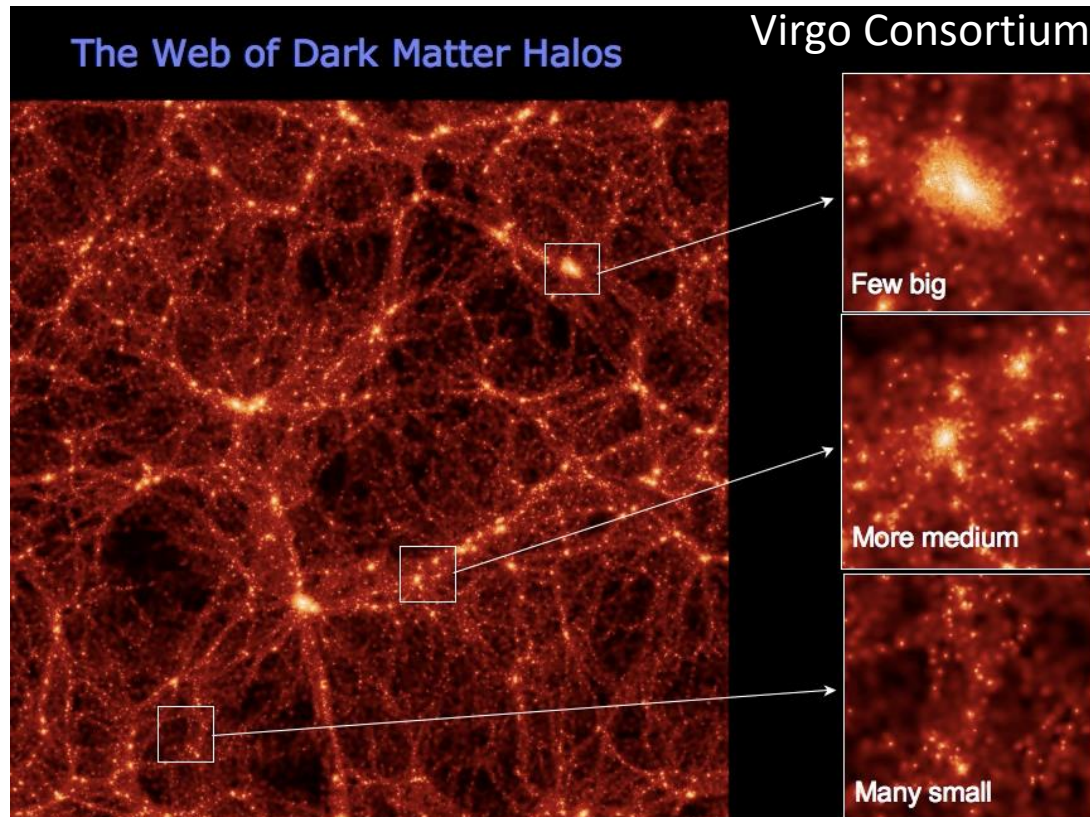 The Web of Dark Matter Halos
Virgo Consortium
Few big
More medium
Many small